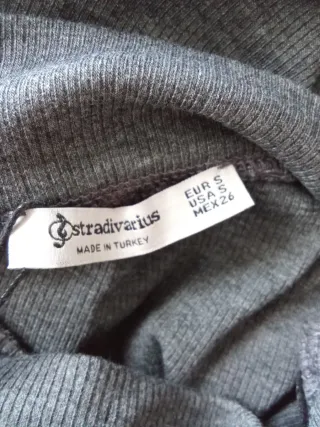 stradivarius
MADE IN TURKEY
EUR S
USA S
MEX 26